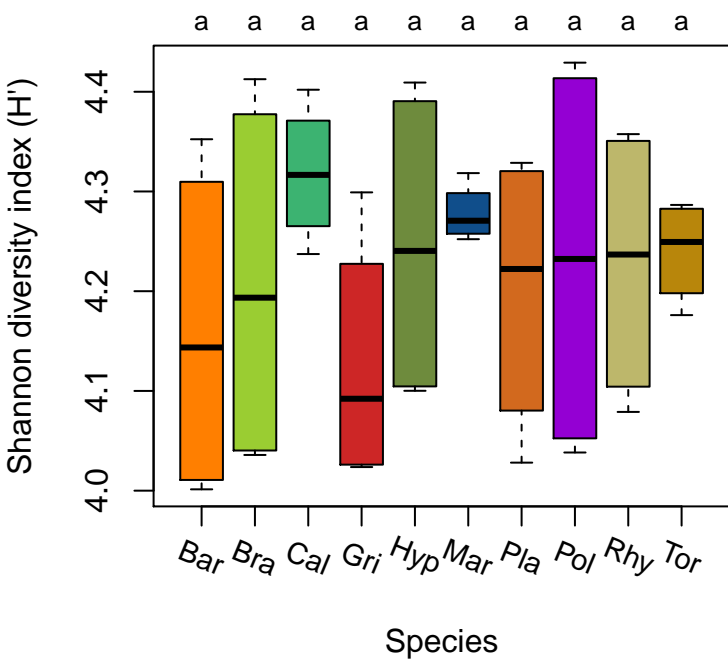 a a a a a a a a a a
Shannon diversity index (H')
4.4
4.3
4.2
4.1
4.0
Bar Bra Cal Gri Hyp Mar Pla Pol Rhy Tor
Species